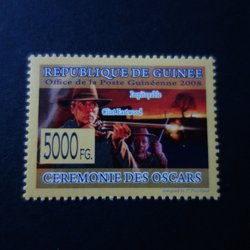 REPUBLIQUE DE GUINEE
Office de la Poste Guinéenne 2008
Impitoyable
Clint Eastwood
5000 FG.
CEREMONIE DES OSCARS